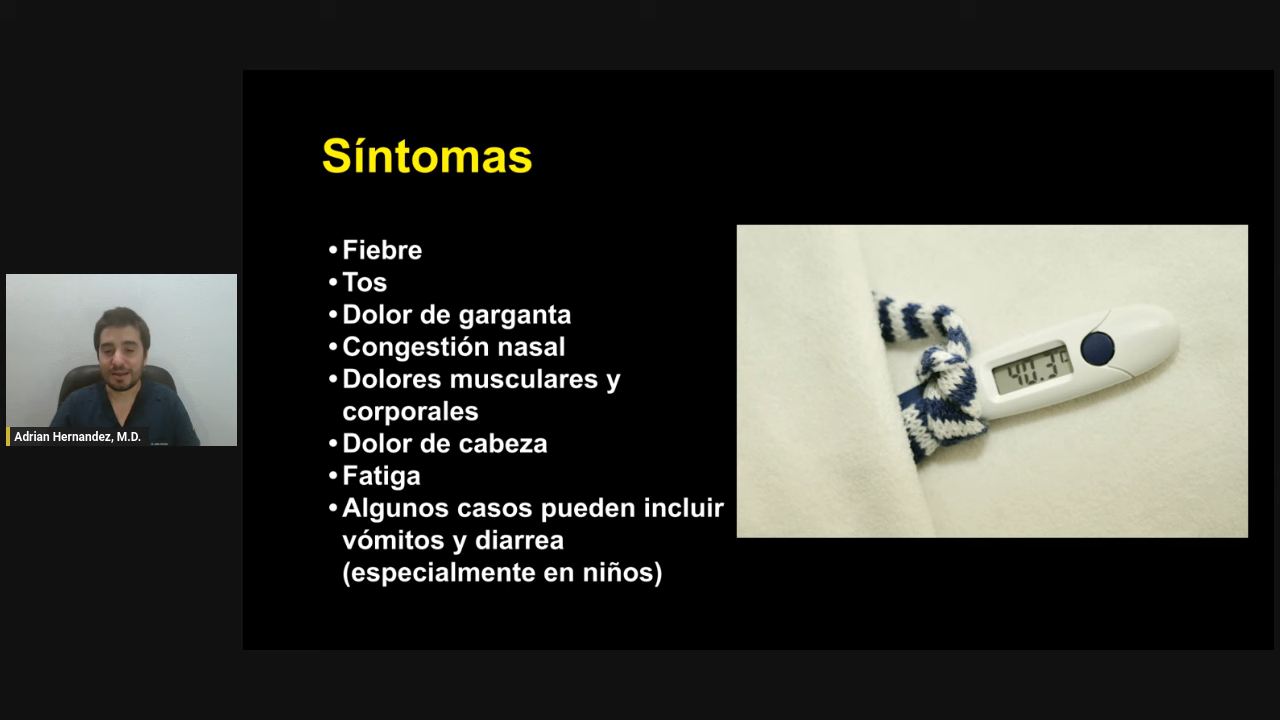 Síntomas
• Fiebre
• Tos
• Dolor de garganta
• Congestión nasal
• Dolores musculares y
corporales
• Dolor de cabeza
• Fatiga
• Algunos casos pueden incluir
vómitos y diarrea
(especialmente en niños)
40.3°
Adrian Hernandez, M.D.